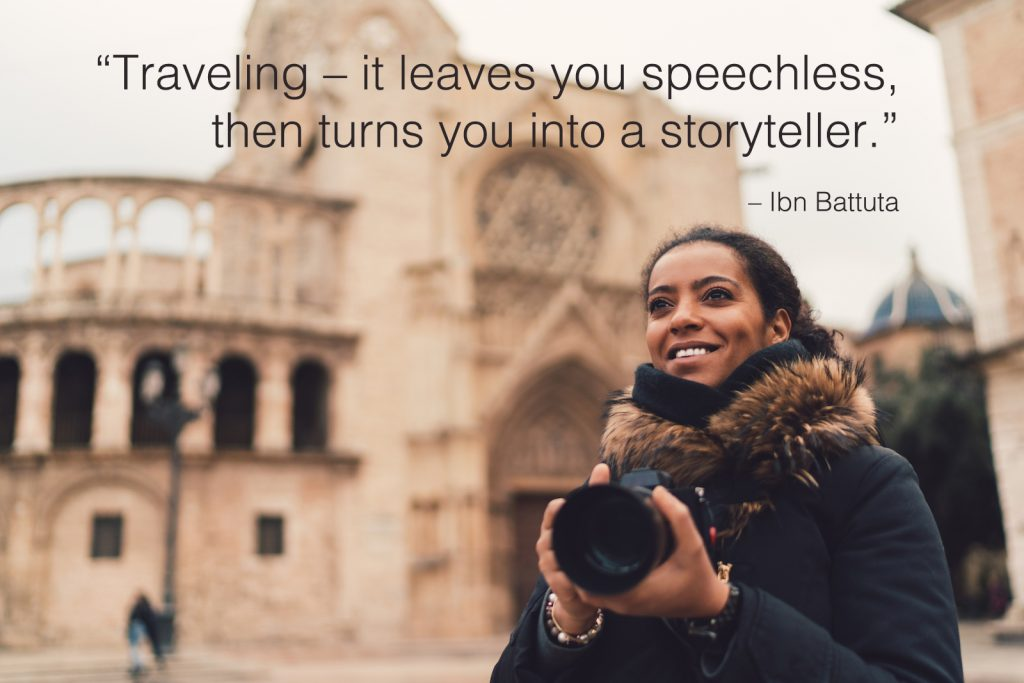 “Traveling – it leaves you speechless,
then turns you into a storyteller.”
– Ibn Battuta